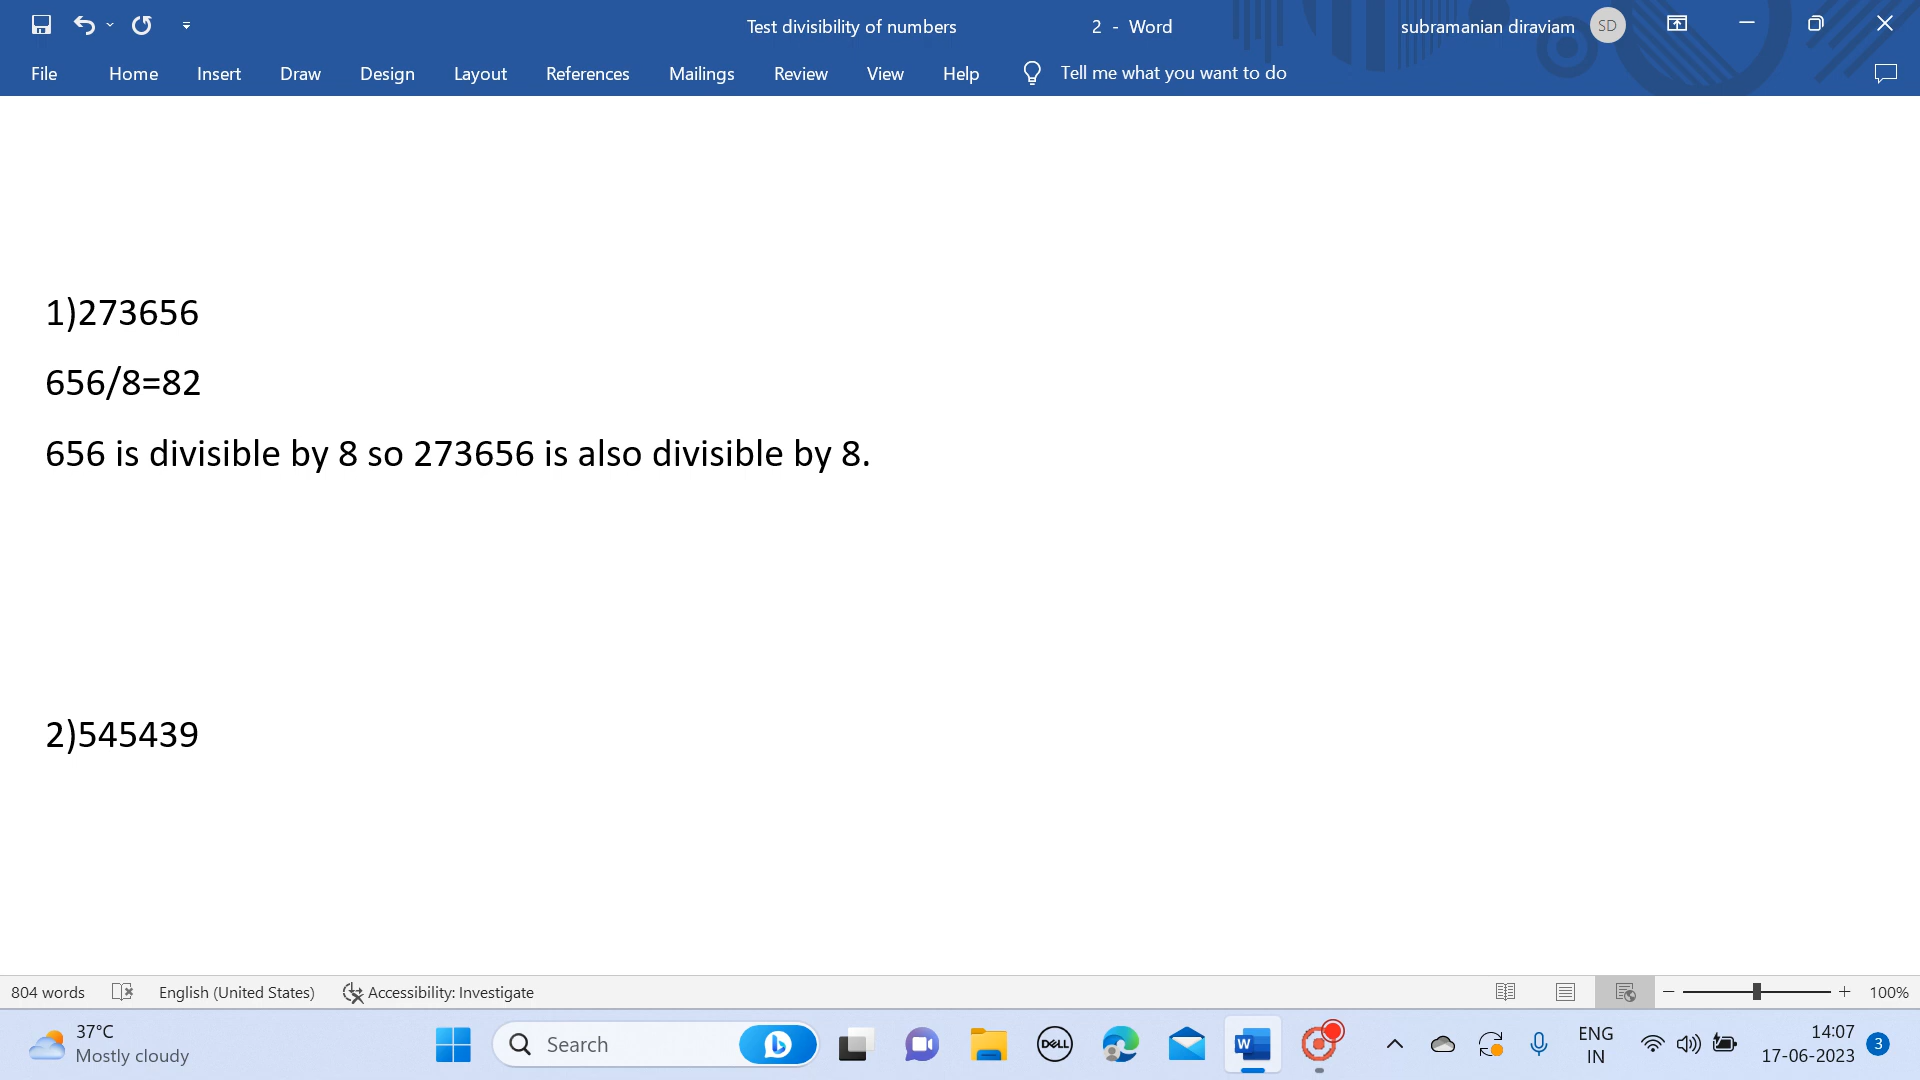 Test divisibility of numbers 2 - Word subramanian diraviam SD
File Home Insert Draw Design Layout References Mailings Review View Help Tell me what you want to do
1)273656
656/8=82
656 is divisible by 8 so 273656 is also divisible by 8.
2)545439
804 words English (United States) Accessibility: Investigate 100%
37°C
Mostly cloudy
Search
DELL
W
ENG
IN
14:07
17-06-2023
3